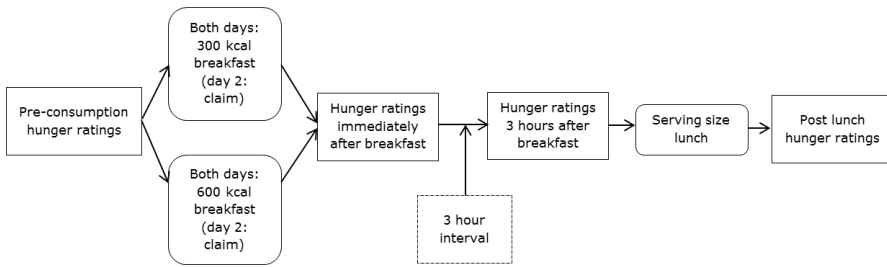 Pre-consumption
hunger ratings
Both days:
300 kcal
breakfast
(day 2:
claim)
Both days:
600 kcal
breakfast
(day 2:
claim)
Hunger ratings
immediately
after breakfast
3 hour
interval
Hunger ratings
3 hours after
breakfast
Serving size
lunch
Post lunch
hunger ratings